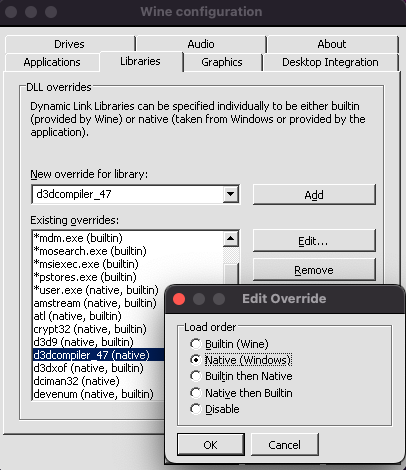 Wine configuration
Drives
Audio
About
Applications
Libraries
Graphics
Desktop Integration
DLL overrides
Dynamic Link Libraries can be specified individually to be either builtin
(provided by Wine) or native (taken from Windows or provided by the
application).
New override for library:
d3dcompiler_47
Add
Existing overrides:
*mdm.exe (builtin)
*mosearch.exe (builtin)
*msiexec.exe (builtin)
*pstores.exe (builtin)
*user.exe (native, builtin)
amstream (native, builtin)
atl (native, builtin)
crypt32 (native, builtin)
d3d9 (native, builtin)
d3dcompiler_47 (native)
d3dxof (native, builtin)
dciman32 (native)
devenum (native, builtin)
Edit...
Remove
Edit Override
Load order
Builtin (Wine)
Native (Windows)
Builtin then Native
Native then Builtin
Disable
OK
Cancel